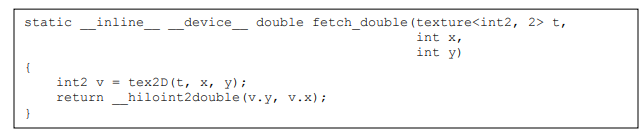 static __inline__ __device__ double fetch_double(texture<int2, 2> t,
                                                 int x,
                                                 int y)
{
    int2 v = tex2D(t, x, y);
    return __hiloint2double(v.y, v.x);
}